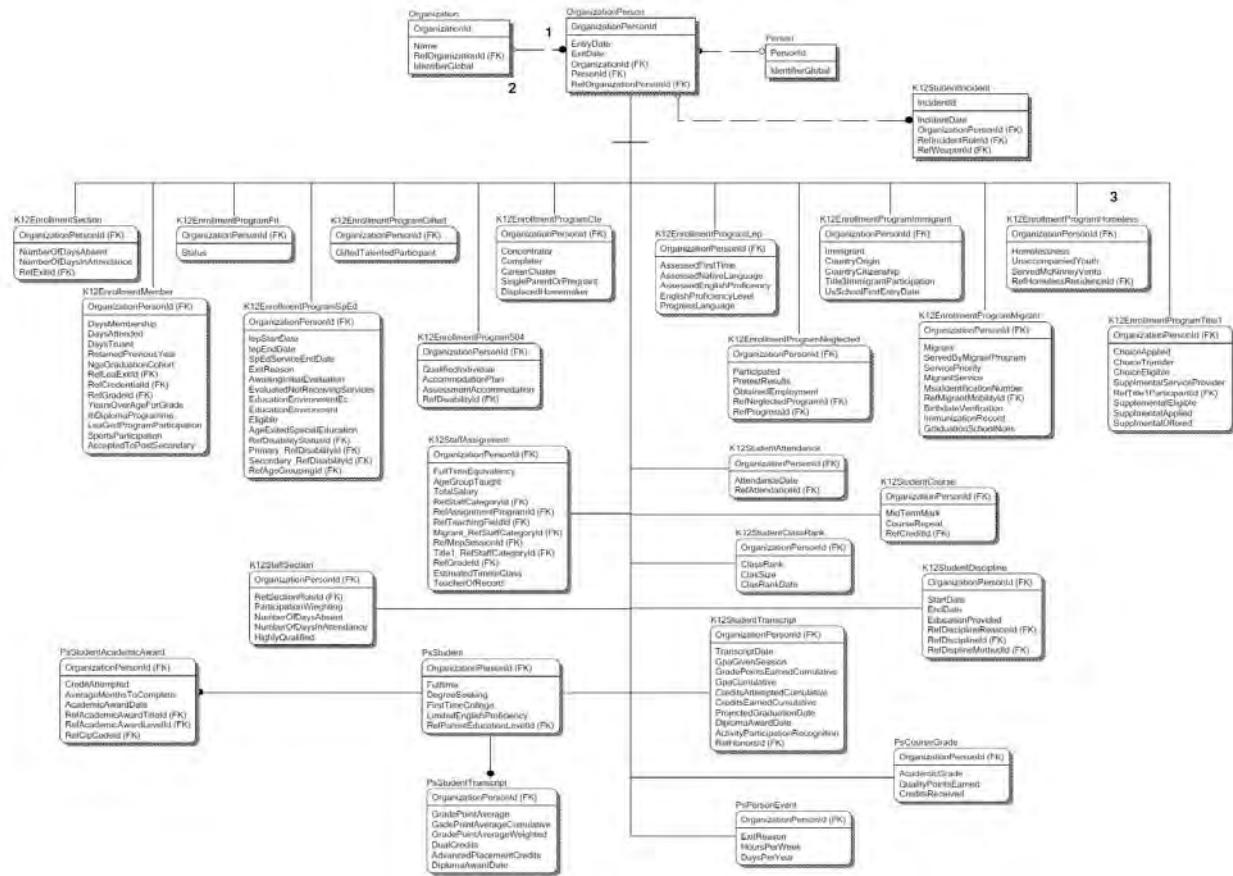 Organization
OrganizationId
Name
RefOrganizationId (FK)
IdentifierGlobal
1
2
OrganizationPerson
OrganizationPersonId
EntryDate
ExitDate
OrganizationId (FK)
PersonId (FK)
RefOrganizationPersonId (FK)
Person
PersonId
IdentifierGlobal
K12StudentIncident
IncidentId
IncidentDate
OrganizationPersonId (FK)
RefIncidentRoleId (FK)
RefWeaponId (FK)
3
K12EnrollmentSection
OrganizationPersonId (FK)
NumberOfDaysAbsent
NumberOfDaysInAttendance
RefExitId (FK)
K12EnrollmentProgramFrl
OrganizationPersonId (FK)
Status
K12EnrollmentProgramGifted
OrganizationPersonId (FK)
GiftedTalentedParticipant
K12EnrollmentProgramCte
OrganizationPersonId (FK)
Concentrator
Completer
CareerCluster
SingleParentOrPregnant
DisplacedHomemaker
K12EnrollmentProgramLep
OrganizationPersonId (FK)
AssessedFirstTime
AssessedNativeLanguage
AssessedEnglishProficiency
EnglishProficiencyLevel
ProgressLanguage
K12EnrollmentProgramImmigrant
OrganizationPersonId (FK)
Immigrant
CountryOrigin
CountryCitizenship
Title3ImmigrantParticipation
UsSchoolFirstEntryDate
K12EnrollmentProgramHomeless
OrganizationPersonId (FK)
Homelessness
UnaccompaniedYouth
ServedMcKinneyVento
RefHomelessResidenceId (FK)
K12EnrollmentMember
OrganizationPersonId (FK)
DaysMembership
DaysAttended
DaysTruant
RetainedPreviousYear
NgaGraduationCohort
RefLeaExitId (FK)
RefCredentialId (FK)
RefGradeId (FK)
YearsOverAgeForGrade
IbDiplomaProgramme
LeaGedProgramParticipation
SportsParticipation
AcceptedToPostSecondary
K12EnrollmentProgramSpEd
OrganizationPersonId (FK)
IepStartDate
IepEndDate
SpEdServiceEntDate
ExitReason
AwaitingInitialEvaluation
EvaluatedNotReceivingServices
EducationEnvironmentEc
EducationEnvironment
Eligible
AgeExitedSpecialEducation
RefDisabilityStatusId (FK)
Primary_RefDisabilityId (FK)
Secondary_RefDisabilityId (FK)
RefAgeGroupingId (FK)
K12EnrollmentProgram504
OrganizationPersonId (FK)
QualifiedIndividual
AccommodationPlan
AssessmentAccommodation
RefDisabilityId (FK)
K12EnrollmentProgramNeglected
OrganizationPersonId (FK)
Participated
PretestResults
ObtainedEmployment
RefNeglectedProgramId (FK)
RefProgressId (FK)
K12EnrollmentProgramMigrant
OrganizationPersonId (FK)
Migrant
ServedByMigrantProgram
ServicePriority
MigrantService
MsixIdentificationNumber
RefMigrantMobilityId (FK)
BirthdateVerification
ImmunizationRecord
GraduationSchoolNces
K12EnrollmentProgramTitle1
OrganizationPersonId (FK)
ChoiceApplied
ChoiceTransfer
ChoiceEligible
SupplmentalServiceProvider
RefTitle1ParticipantId (FK)
SupplementalEligible
SupplmentalApplied
SupplmentalOffered
K12StaffAssignment
OrganizationPersonId (FK)
FullTimeEquivalency
AgeGroupTaught
TotalSalary
RefStaffCategoryId (FK)
RefAssignmentProgramId (FK)
RefTeachingFieldId (FK)
Migrant_RefStaffCategoryId (FK)
RefMepSessionId (FK)
Title1_RefStaffCategoryId (FK)
RefGradeId (FK)
EstimatedTimeInClass
TeacherOfRecord
K12StudentAttendance
OrganizationPersonId (FK)
AttendanceDate
RefAttendanceId (FK)
K12StudentCourse
OrganizationPersonId (FK)
MidTermMark
CourseRepeat
RefCreditId (FK)
K12StudentClassRank
OrganizationPersonId (FK)
ClassRank
ClasSize
ClasRankDate
K12StaffSection
OrganizationPersonId (FK)
RefSectionRoleId (FK)
ParticipationWieghting
NumberOfDaysAbsent
NumberOfDaysInAttendance
HighlyQualified
K12StudentDiscipline
OrganizationPersonId (FK)
StartDate
EndDate
EducationProvided
RefDisciplineReasonId (FK)
RefDisciplineId (FK)
RefDisplineMethodId (FK)
K12StudentTranscript
OrganizationPersonId (FK)
TranscriptDate
GpaGivenSession
GradePointsEarnedCumulative
GpaCumulative
CreditsAttemptedCumulative
CreditsEarnedCumulative
ProjectedGraduationDate
DiplomaAwardDate
ActivityParticipationRecognition
RefHonorsId (FK)
PsStudentAcademicAward
OrganizationPersonId (FK)
CreditAttempted
AverageMonthsToComplete
AcademicAwardDate
RefAcademicAwardTitleId (FK)
RefAcademicAwardLevelId (FK)
RefCipCodeId (FK)
PsStudent
OrganizationPersonId (FK)
Fulltime
DegreeSeeking
FirstTimeCollege
LimitedEnglishProficiency
RefParentEducationLevelId (FK)
PsStudentTranscript
OrganizationPersonId (FK)
GradePointAverage
GadePointAverageCumulative
GradePointAverageWeighted
DualCredits
AdvancedPlacementCredits
DiplomaAwardDate
PsCourseGrade
OrganizationPersonId (FK)
AcademicGrade
QualityPointsEarned
CreditsReceived
PsPersonEvent
OrganizationPersonId (FK)
ExitReason
HoursPerWeek
DaysPerYear